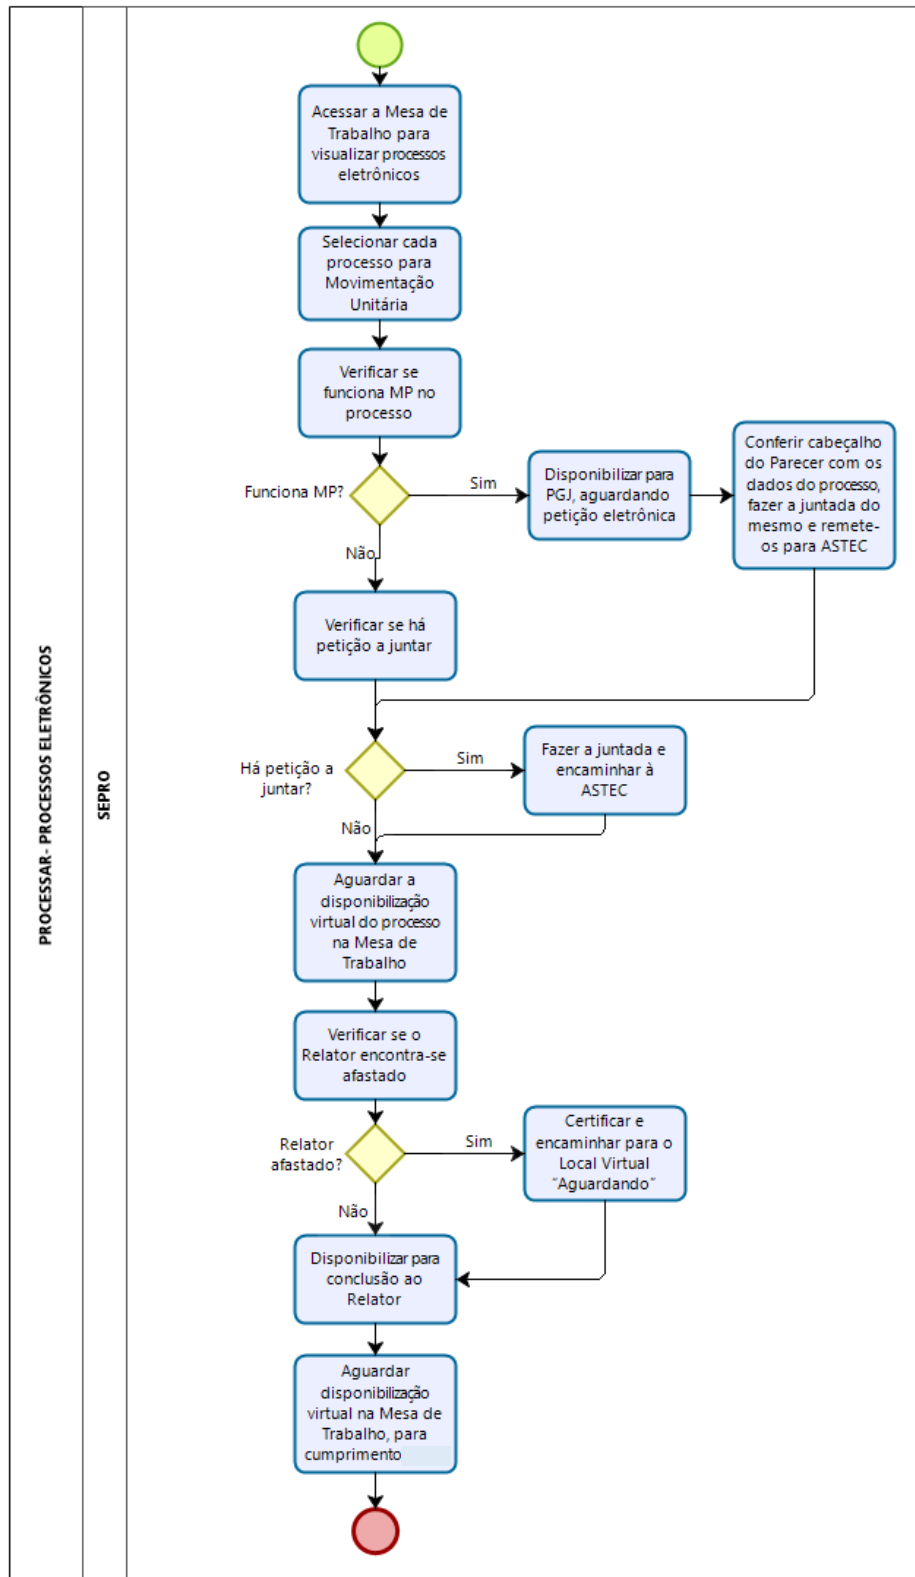 PROCESSAR- PROCESSOS ELETRÔNICOS
SEPRO
Acessar a Mesa de
Trabalho para
visualizar processos
eletrônicos
Selecionar cada
processo para
Movimentação
Unitária
Verificar se
funciona MP no
processo
Funciona MP?
Sim
Disponibilizar para
PGJ, aguardando
petição eletrônica
Conferir cabeçalho
do Parecer com os
dados do processo,
fazer a juntada do
mesmo e remete-
os para ASTEC
Não
Verificar se há
petição a juntar
Há petição a
juntar?
Sim
Fazer a juntada e
encaminhar à
ASTEC
Não
Aguardar a
disponibilização
virtual do processo
na Mesa de
Trabalho
Verificar se o
Relator encontra-se
afastado
Relator
afastado?
Sim
Certificar e
encaminhar para o
Local Virtual
“Aguardando”
Não
Disponibilizar para
conclusão ao
Relator
Aguardar
disponibilização
virtual na Mesa de
Trabalho, para
cumprimento